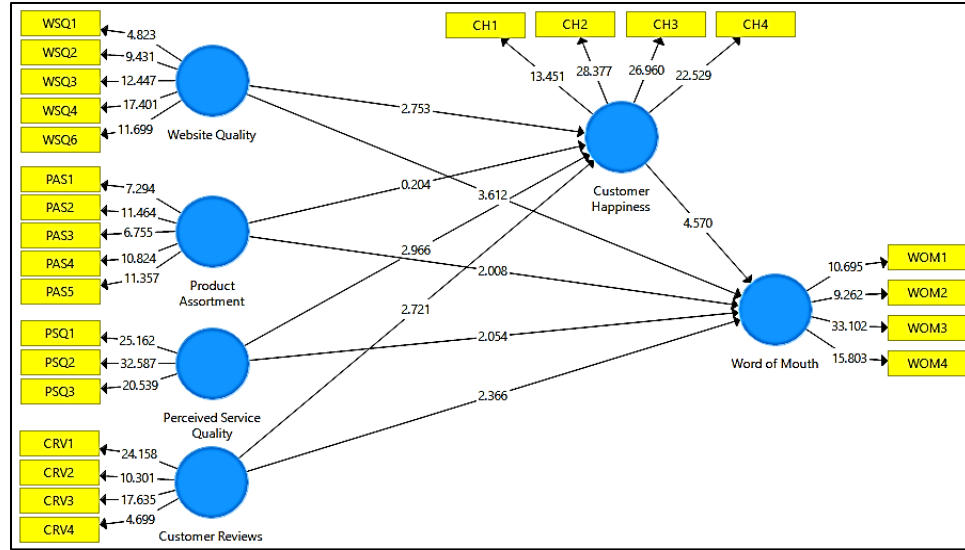 WSQ1
WSQ2
WSQ3
WSQ4
WSQ6
4.823
9.431
12.447
17.401
11.699
Website Quality
PAS1
PAS2
PAS3
PAS4
PAS5
7.294
11.464
6.755
10.824
11.357
Product
Assortment
PSQ1
PSQ2
PSQ3
25.162
32.587
20.539
Perceived Service
Quality
CRV1
CRV2
CRV3
CRV4
24.158
10.301
17.635
4.699
Customer Reviews
2.753
0.204
3.612
2.966
2.008
2.721
2.054
2.366
CH1
CH2
CH3
CH4
13.451
28.377
26.960
22.529
Customer
Happiness
4.570
WOM1
WOM2
WOM3
WOM4
10.695
9.262
33.102
15.803
Word of Mouth